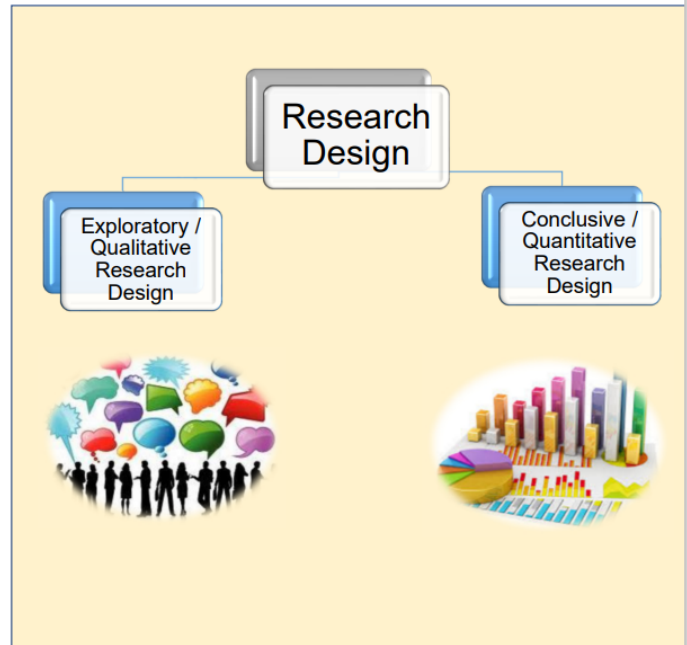 Research
Design
Exploratory /
Qualitative
Research
Design
Conclusive /
Quantitative
Research
Design